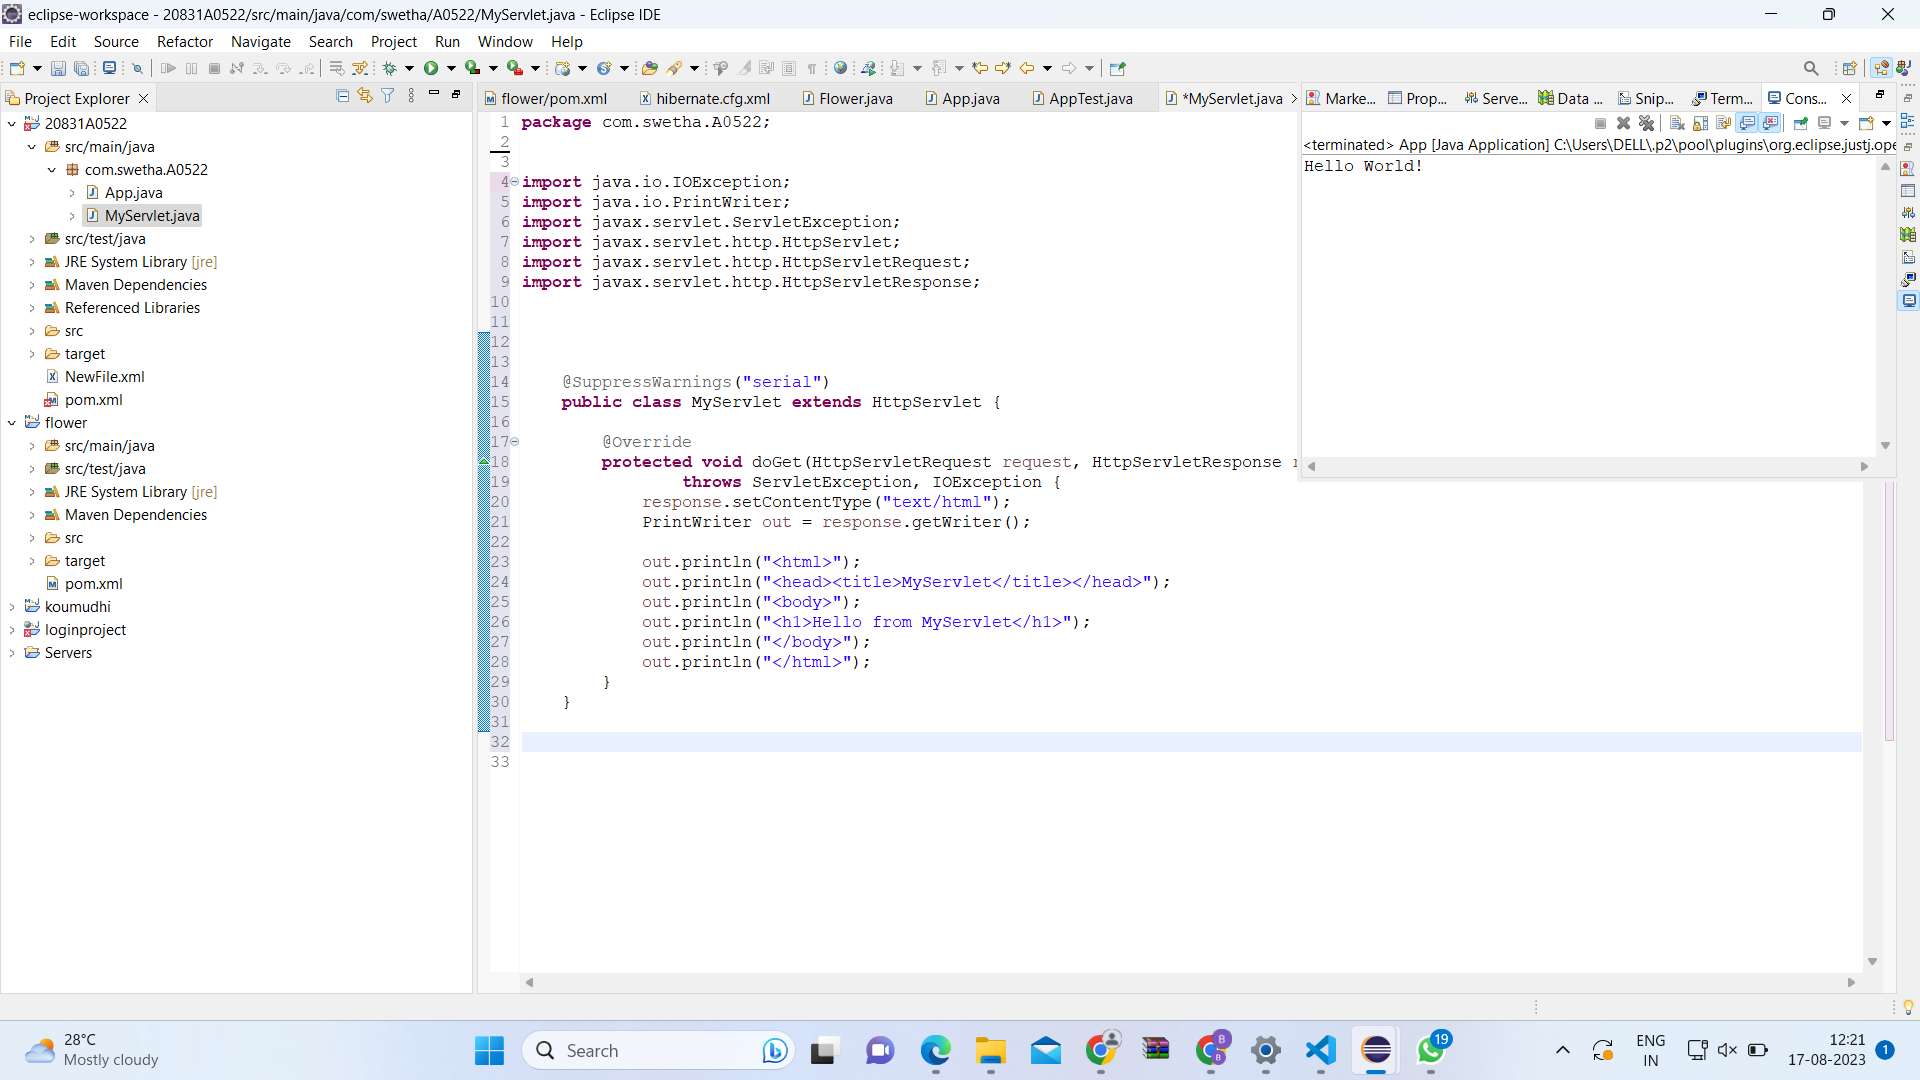 eclipse-workspace - 20831A0522/src/main/java/com/swetha/A0522/MyServlet.java - Eclipse IDE
File Edit Source Refactor Navigate Search Project Run Window Help
Project Explorer
20831A0522
src/main/java
com.swetha.A0522
App.java
MyServlet.java
src/test/java
JRE System Library [jre]
Maven Dependencies
Referenced Libraries
src
target
NewFile.xml
pom.xml
flower
src/main/java
src/test/java
JRE System Library [jre]
Maven Dependencies
src
target
pom.xml
koumudhi
loginproject
Servers
flower/pom.xml hibernate.cfg.xml Flower.java App.java AppTest.java *MyServlet.java
1 package com.swetha.A0522;
2
3
4 import java.io.IOException;
5 import java.io.PrintWriter;
6 import javax.servlet.ServletException;
7 import javax.servlet.http.HttpServlet;
8 import javax.servlet.http.HttpServletRequest;
9 import javax.servlet.http.HttpServletResponse;
10
11
12
13
14 @SuppressWarnings("serial")
15 public class MyServlet extends HttpServlet {
16
17 @Override
18 protected void doGet(HttpServletRequest request, HttpServletResponse
19 throws ServletException, IOException {
20 response.setContentType("text/html");
21 PrintWriter out = response.getWriter();
22
23 out.println("<html>");
24 out.println("<head><title>MyServlet</title></head>");
25 out.println("<body>");
26 out.println("<h1>Hello from MyServlet</h1>");
27 out.println("</body>");
28 out.println("</html>");
29 }
30 }
31
32
33
Marke... Prop... Serve... Data ... Snip... Term... Cons...
<terminated> App [Java Application] C:\Users\DELL\.p2\pool\plugins\org.eclipse.justj.ope
Hello World!
28°C
Mostly cloudy
Search
19
ENG
IN
12:21
17-08-2023
1